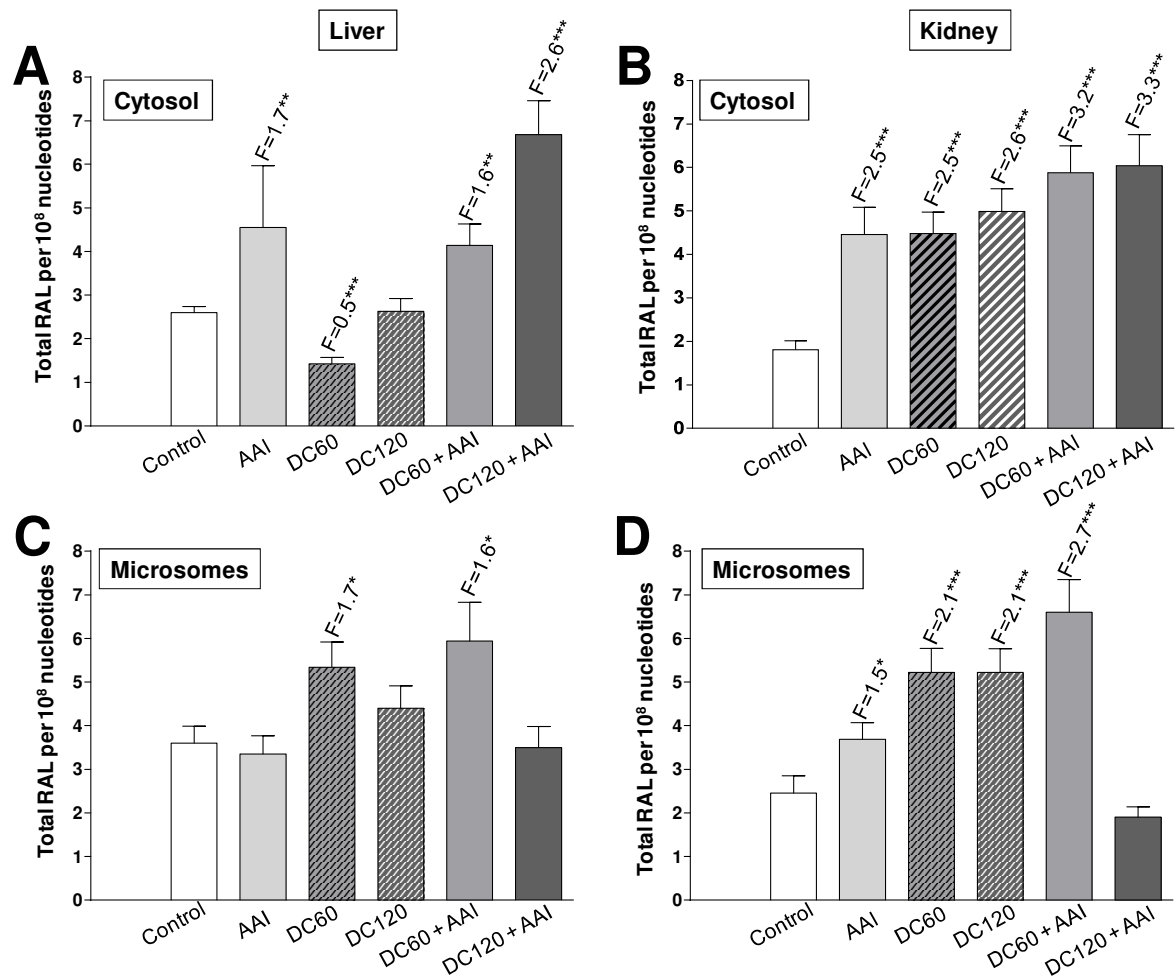 Liver
Kidney
A
Cytosol
Total RAL per 10⁸ nucleotides
8
7
6
5
4
3
2
1
0
F=1.7**
F=0.5***
F=1.6**
F=2.6***
Control
AAI
DC60
DC120
DC60 + AAI
DC120 + AAI
B
Cytosol
Total RAL per 10⁸ nucleotides
8
7
6
5
4
3
2
1
0
F=2.5***
F=2.5***
F=2.6***
F=3.2***
F=3.3***
Control
AAI
DC60
DC120
DC60 + AAI
DC120 + AAI
C
Microsomes
Total RAL per 10⁸ nucleotides
8
7
6
5
4
3
2
1
0
F=1.7*
F=1.6*
Control
AAI
DC60
DC120
DC60 + AAI
DC120 + AAI
D
Microsomes
Total RAL per 10⁸ nucleotides
8
7
6
5
4
3
2
1
0
F=1.5*
F=2.1***
F=2.1***
F=2.7***
Control
AAI
DC60
DC120
DC60 + AAI
DC120 + AAI